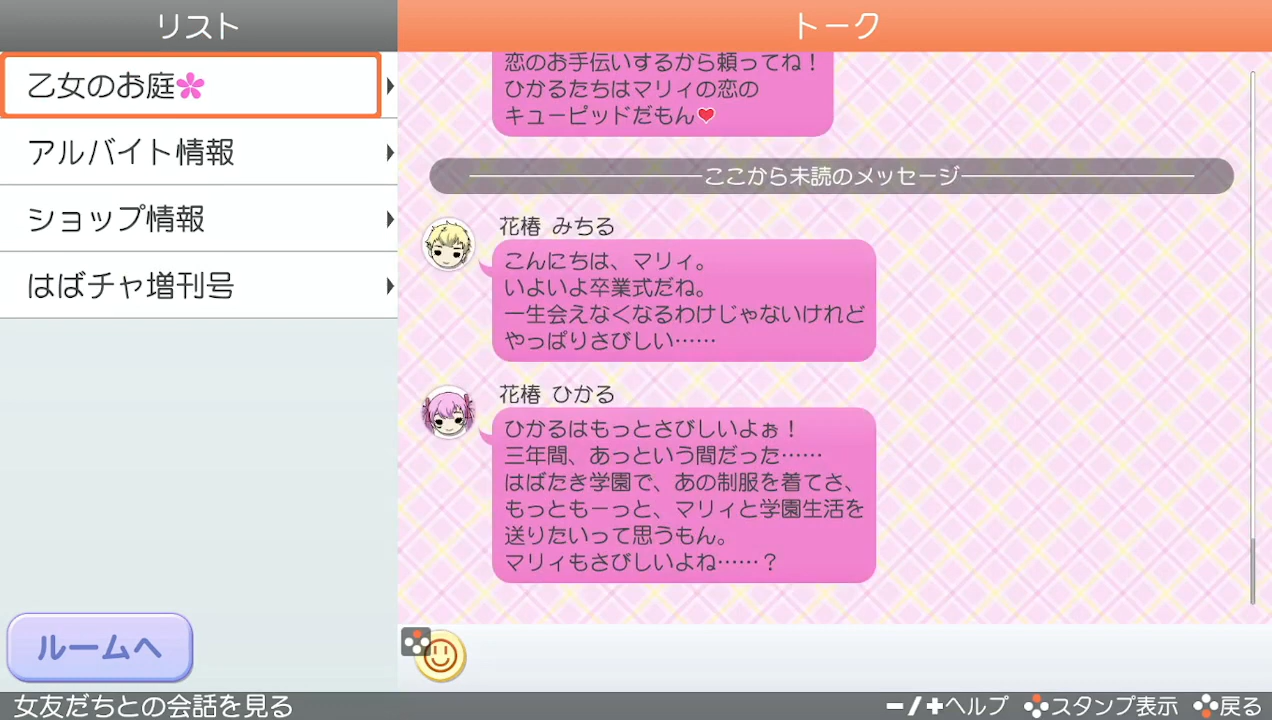 リスト
トーク
乙女のお庭
アルバイト情報
ショップ情報
はばチャ増刊号
恋のお手伝いするから頼ってね！
ひかるたちはマリィの恋の
キューピッドだもん
ここから未読のメッセージ
花椿 みちる
こんにちは、マリィ。
いよいよ卒業式だね。
一生会えなくなるわけじゃないけれど
やっぱりさびしい……
花椿 ひかる
ひかるはもっとさびしいよぉ！
三年間、あっという間だった……
はばたき学園で、あの制服を着てさ、
もっともーっと、マリィと学園生活を
送りたいって思うもん。
マリィもさびしいよね……？
ルームへ
女友だちとの会話を見る
ー/+ヘルプ スタンプ表示 戻る